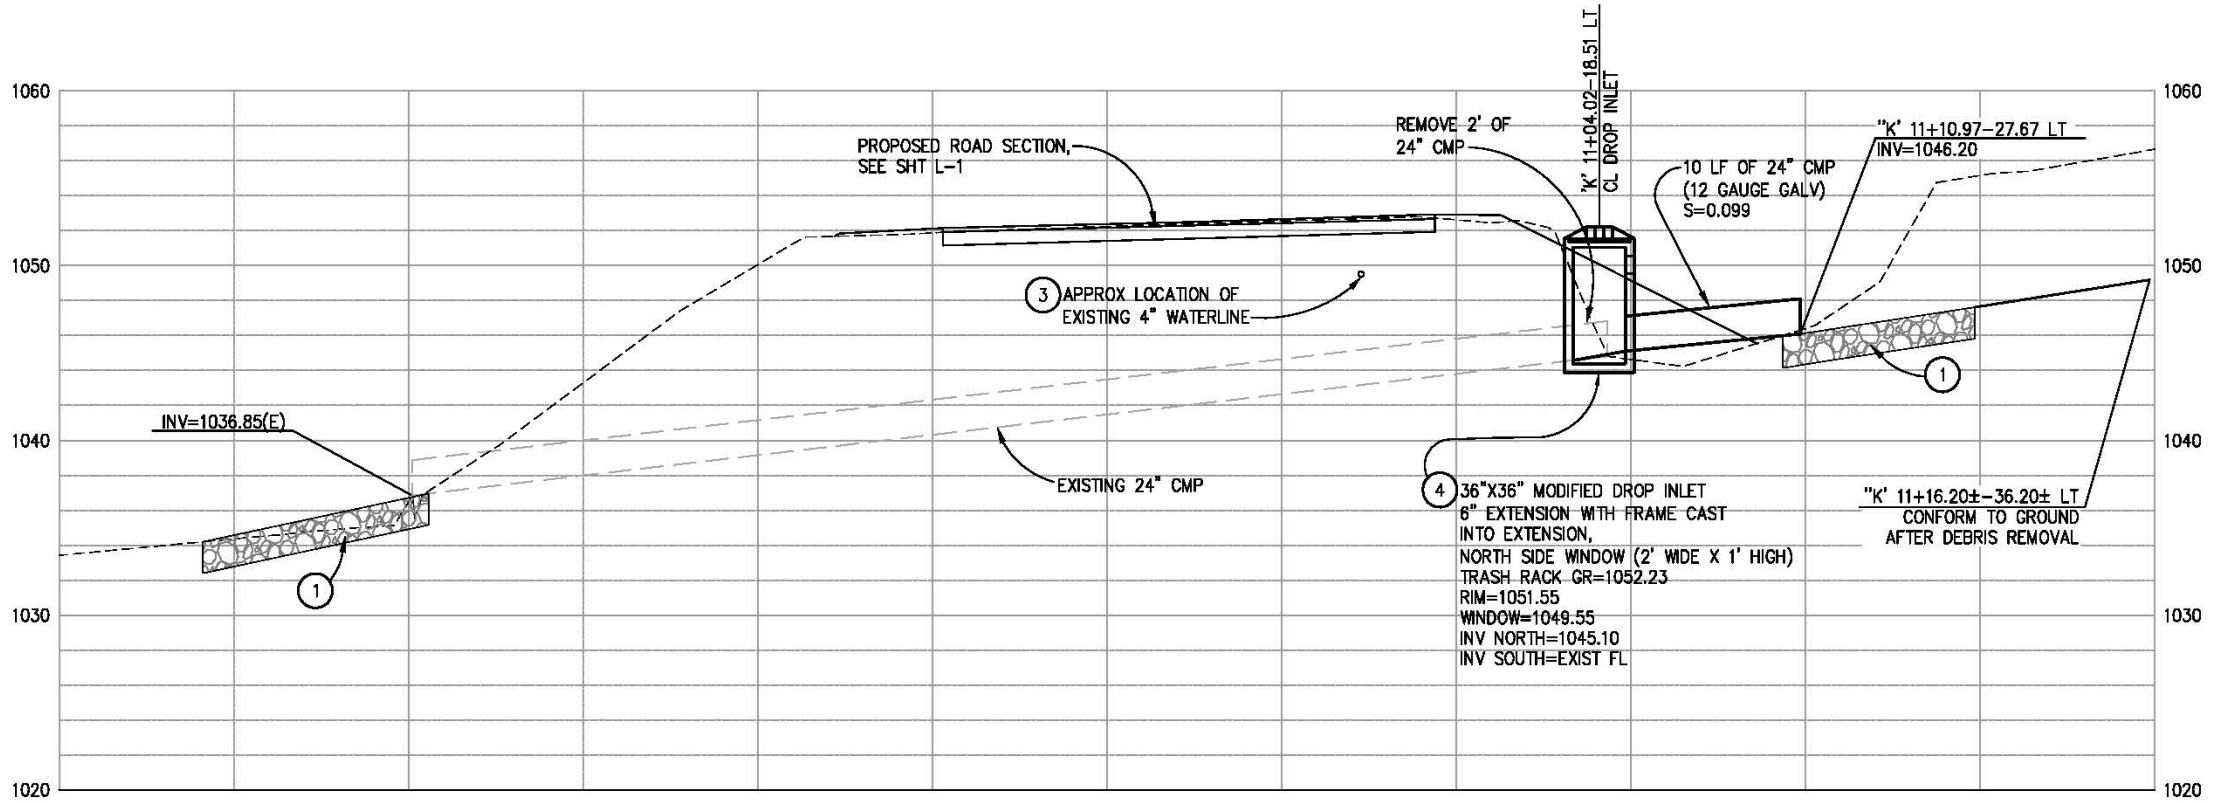 'K' 11+04.02-18.51 LT
CL DROP INLET
1060
1060
REMOVE 2' OF
24" CMP
"K' 11+10.97-27.67 LT
INV=1046.20
PROPOSED ROAD SECTION,
SEE SHT L-1
10 LF OF 24" CMP
(12 GAUGE GALV)
S=0.099
1050
1050
3 APPROX LOCATION OF
EXISTING 4" WATERLINE
1
INV=1036.85(E)
1040
1040
EXISTING 24" CMP
4 36"X36" MODIFIED DROP INLET
6" EXTENSION WITH FRAME CAST
INTO EXTENSION,
NORTH SIDE WINDOW (2' WIDE X 1' HIGH)
TRASH RACK GR=1052.23
RIM=1051.55
WINDOW=1049.55
INV NORTH=1045.10
INV SOUTH=EXIST FL
"K' 11+16.20±-36.20± LT
CONFORM TO GROUND
AFTER DEBRIS REMOVAL
1
1030
1030
1020
1020